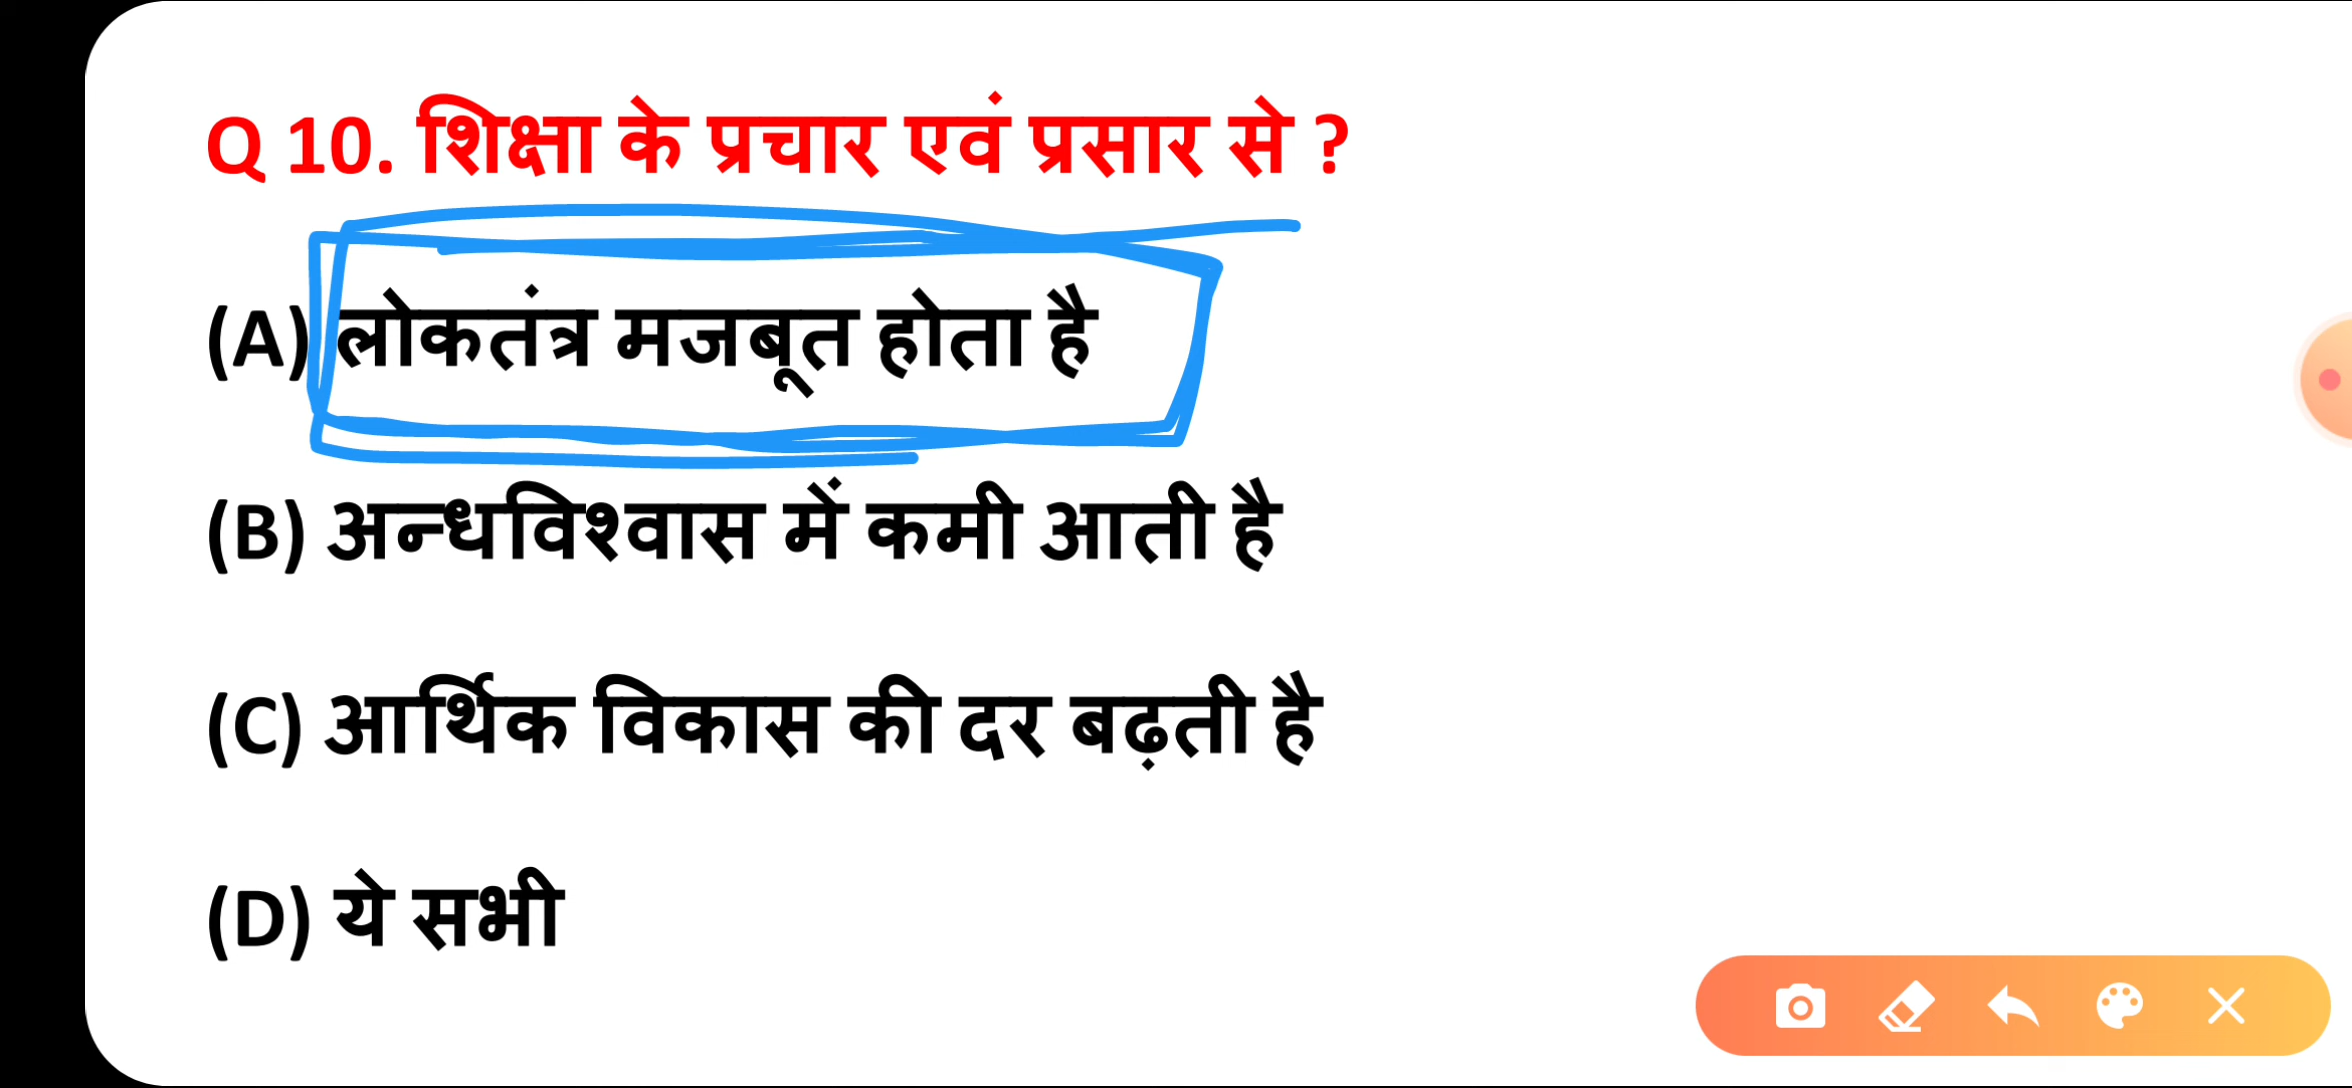 Q 10. शिक्षा के प्रचार एवं प्रसार से ?
(A) लोकतंत्र मजबूत होता है
(B) अन्धविश्वास में कमी आती है
(C) आर्थिक विकास की दर बढ़ती है
(D) ये सभी